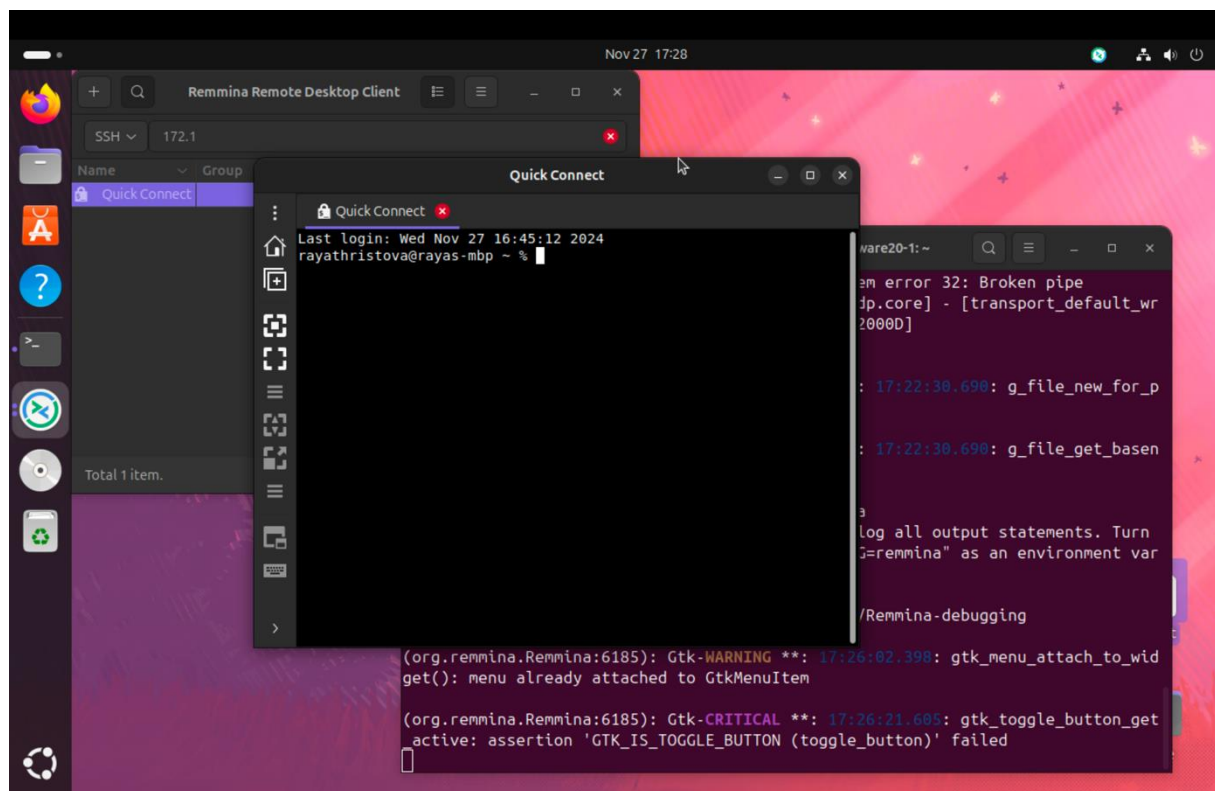 Nov 27 17:28
Remmina Remote Desktop Client
SSH
172.1
Name
Group
Quick Connect
Total 1 item.
Quick Connect
Quick Connect
Last login: Wed Nov 27 16:45:12 2024
rayathristova@rayas-mbp ~ %
ware20-1: ~
em error 32: Broken pipe
dp.core] - [transport_default_wr
2000D]
: 17:22:30.690: g_file_new_for_p
: 17:22:30.690: g_file_get_basen
a
log all output statements. Turn
G=remmina" as an environment var
/Remmina-debugging
(org.remmina.Remmina:6185): Gtk-WARNING **: 17:26:02.398: gtk_menu_attach_to_wid
get(): menu already attached to GtkMenuItem
(org.remmina.Remmina:6185): Gtk-CRITICAL **: 17:26:21.605: gtk_toggle_button_get
_active: assertion 'GTK_IS_TOGGLE_BUTTON (toggle_button)' failed